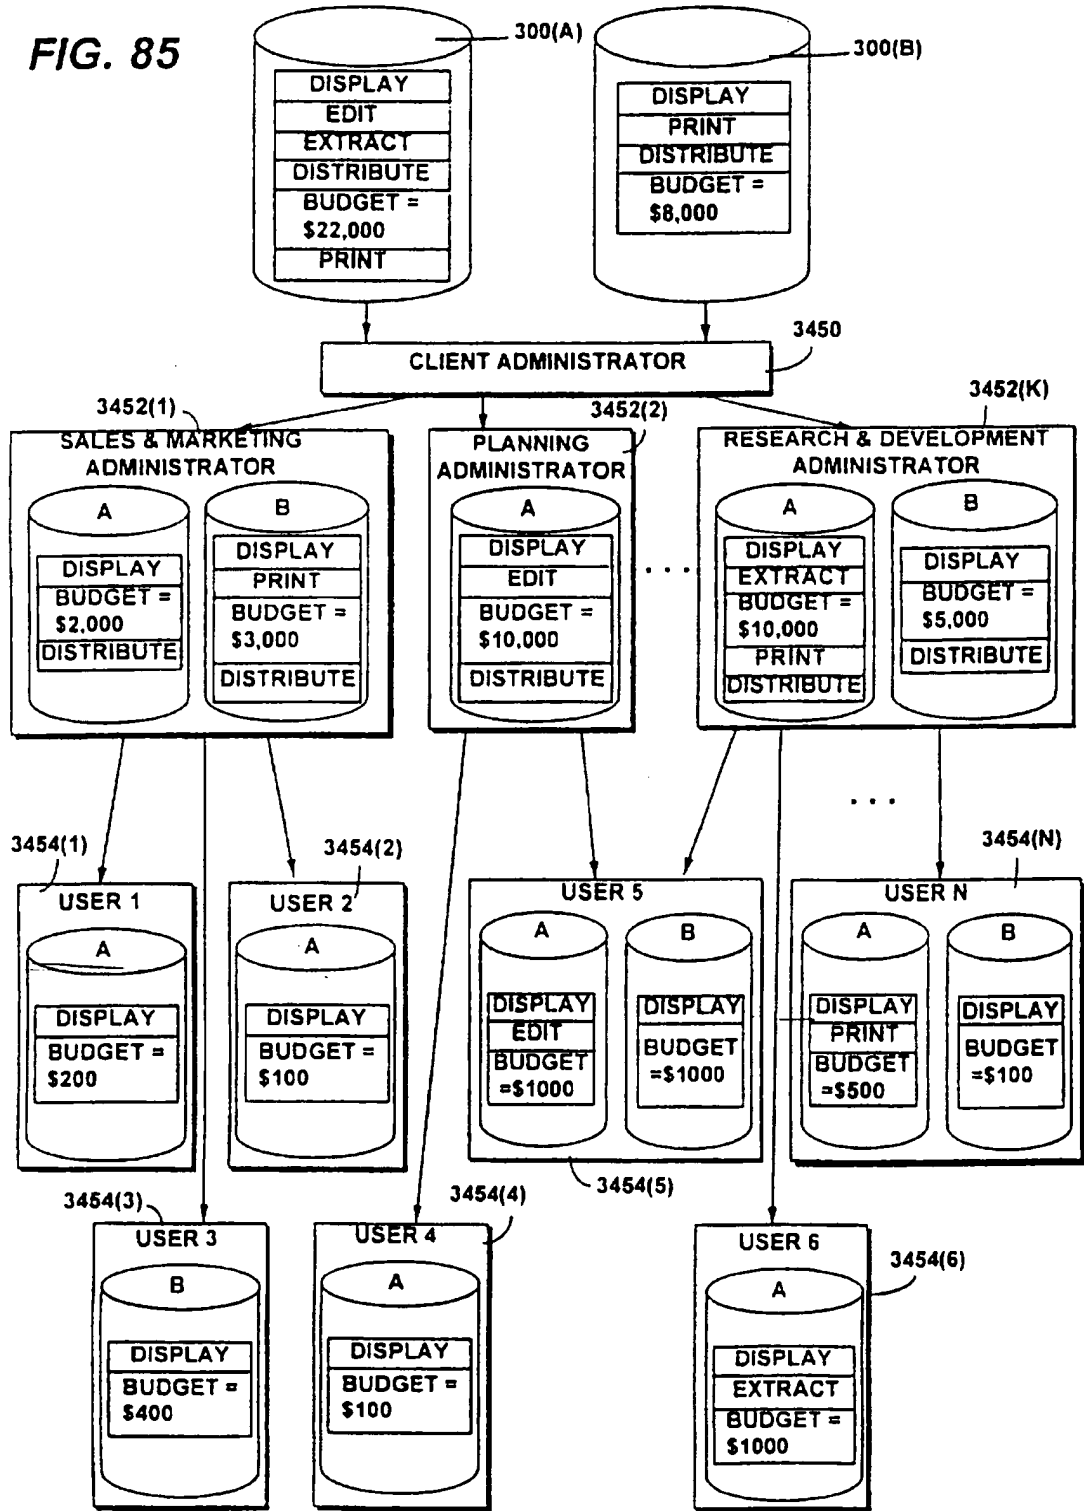 FIG. 85
300(A)
DISPLAY
EDIT
EXTRACT
DISTRIBUTE
BUDGET =
$22,000
PRINT
300(B)
DISPLAY
PRINT
DISTRIBUTE
BUDGET =
$8,000
CLIENT ADMINISTRATOR
3450
3452(1)
SALES & MARKETING
ADMINISTRATOR
A
DISPLAY
BUDGET =
$2,000
DISTRIBUTE
B
DISPLAY
PRINT
BUDGET =
$3,000
DISTRIBUTE
3452(2)
PLANNING
ADMINISTRATOR
A
DISPLAY
EDIT
BUDGET =
$10,000
DISTRIBUTE
. . . .
3452(K)
RESEARCH & DEVELOPMENT
ADMINISTRATOR
A
DISPLAY
EXTRACT
BUDGET =
$10,000
PRINT
DISTRIBUTE
B
DISPLAY
BUDGET =
$5,000
DISTRIBUTE
. . .
3454(1)
USER 1
A
DISPLAY
BUDGET =
$200
3454(2)
USER 2
A
DISPLAY
BUDGET =
$100
USER 5
A
DISPLAY
EDIT
BUDGET
=$1000
B
DISPLAY
BUDGET
=$1000
3454(5)
3454(N)
USER N
A
DISPLAY
PRINT
BUDGET
=$500
B
DISPLAY
BUDGET
=$100
3454(3)
USER 3
B
DISPLAY
BUDGET =
$400
3454(4)
USER 4
A
DISPLAY
BUDGET =
$100
USER 6
3454(6)
A
DISPLAY
EXTRACT
BUDGET =
$1000